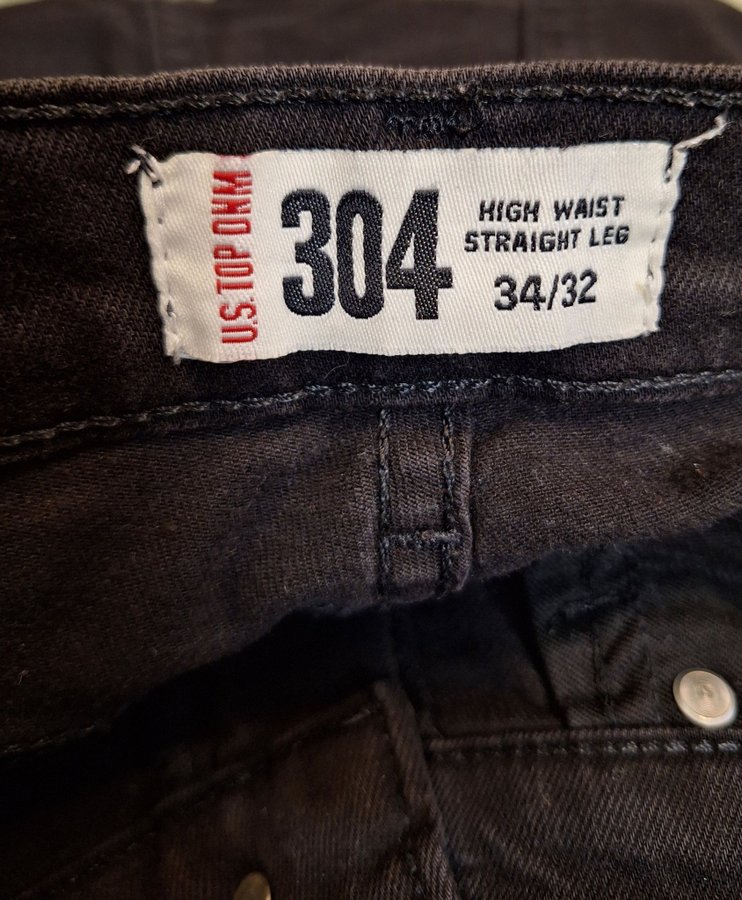 U.S. TOP DNM
304
HIGH WAIST
STRAIGHT LEG
34/32